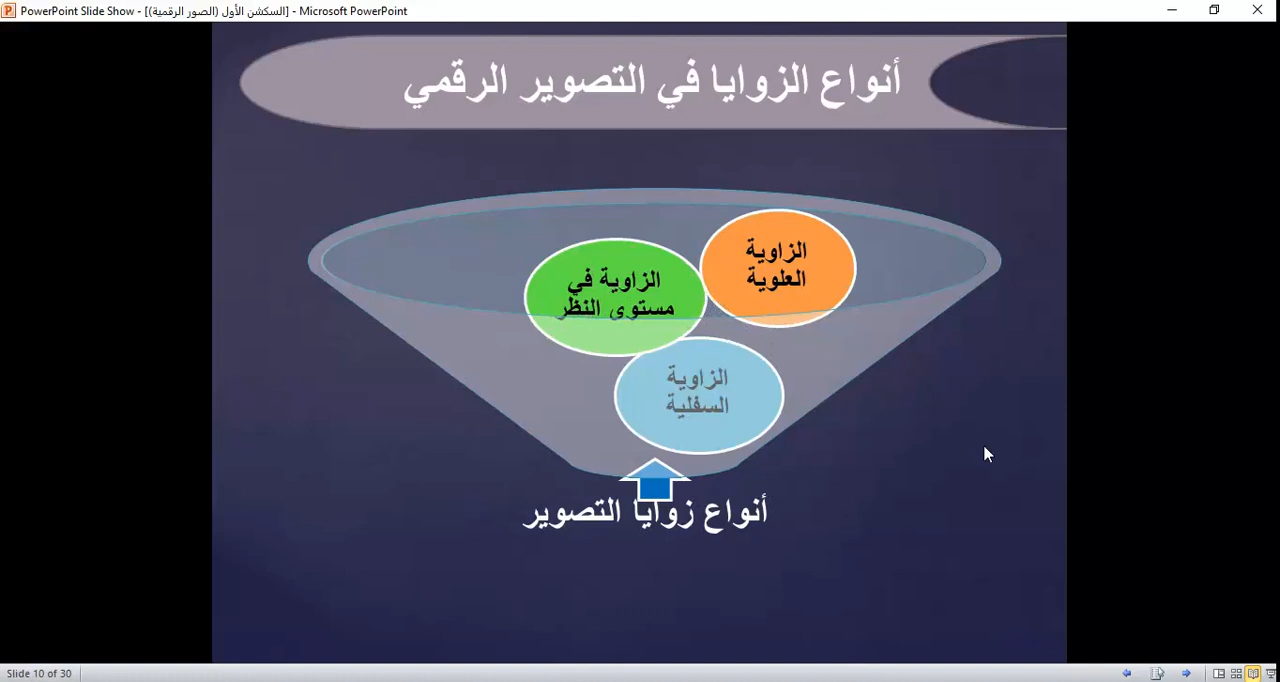 PowerPoint Slide Show - [السكشن الأول (الصور الرقمية)] - Microsoft PowerPoint
أنواع الزوايا في التصوير الرقمي
الزاوية
العلوية
الزاوية في
مستوى النظر
الزاوية
السفلية
أنواع زوايا التصوير
Slide 10 of 30